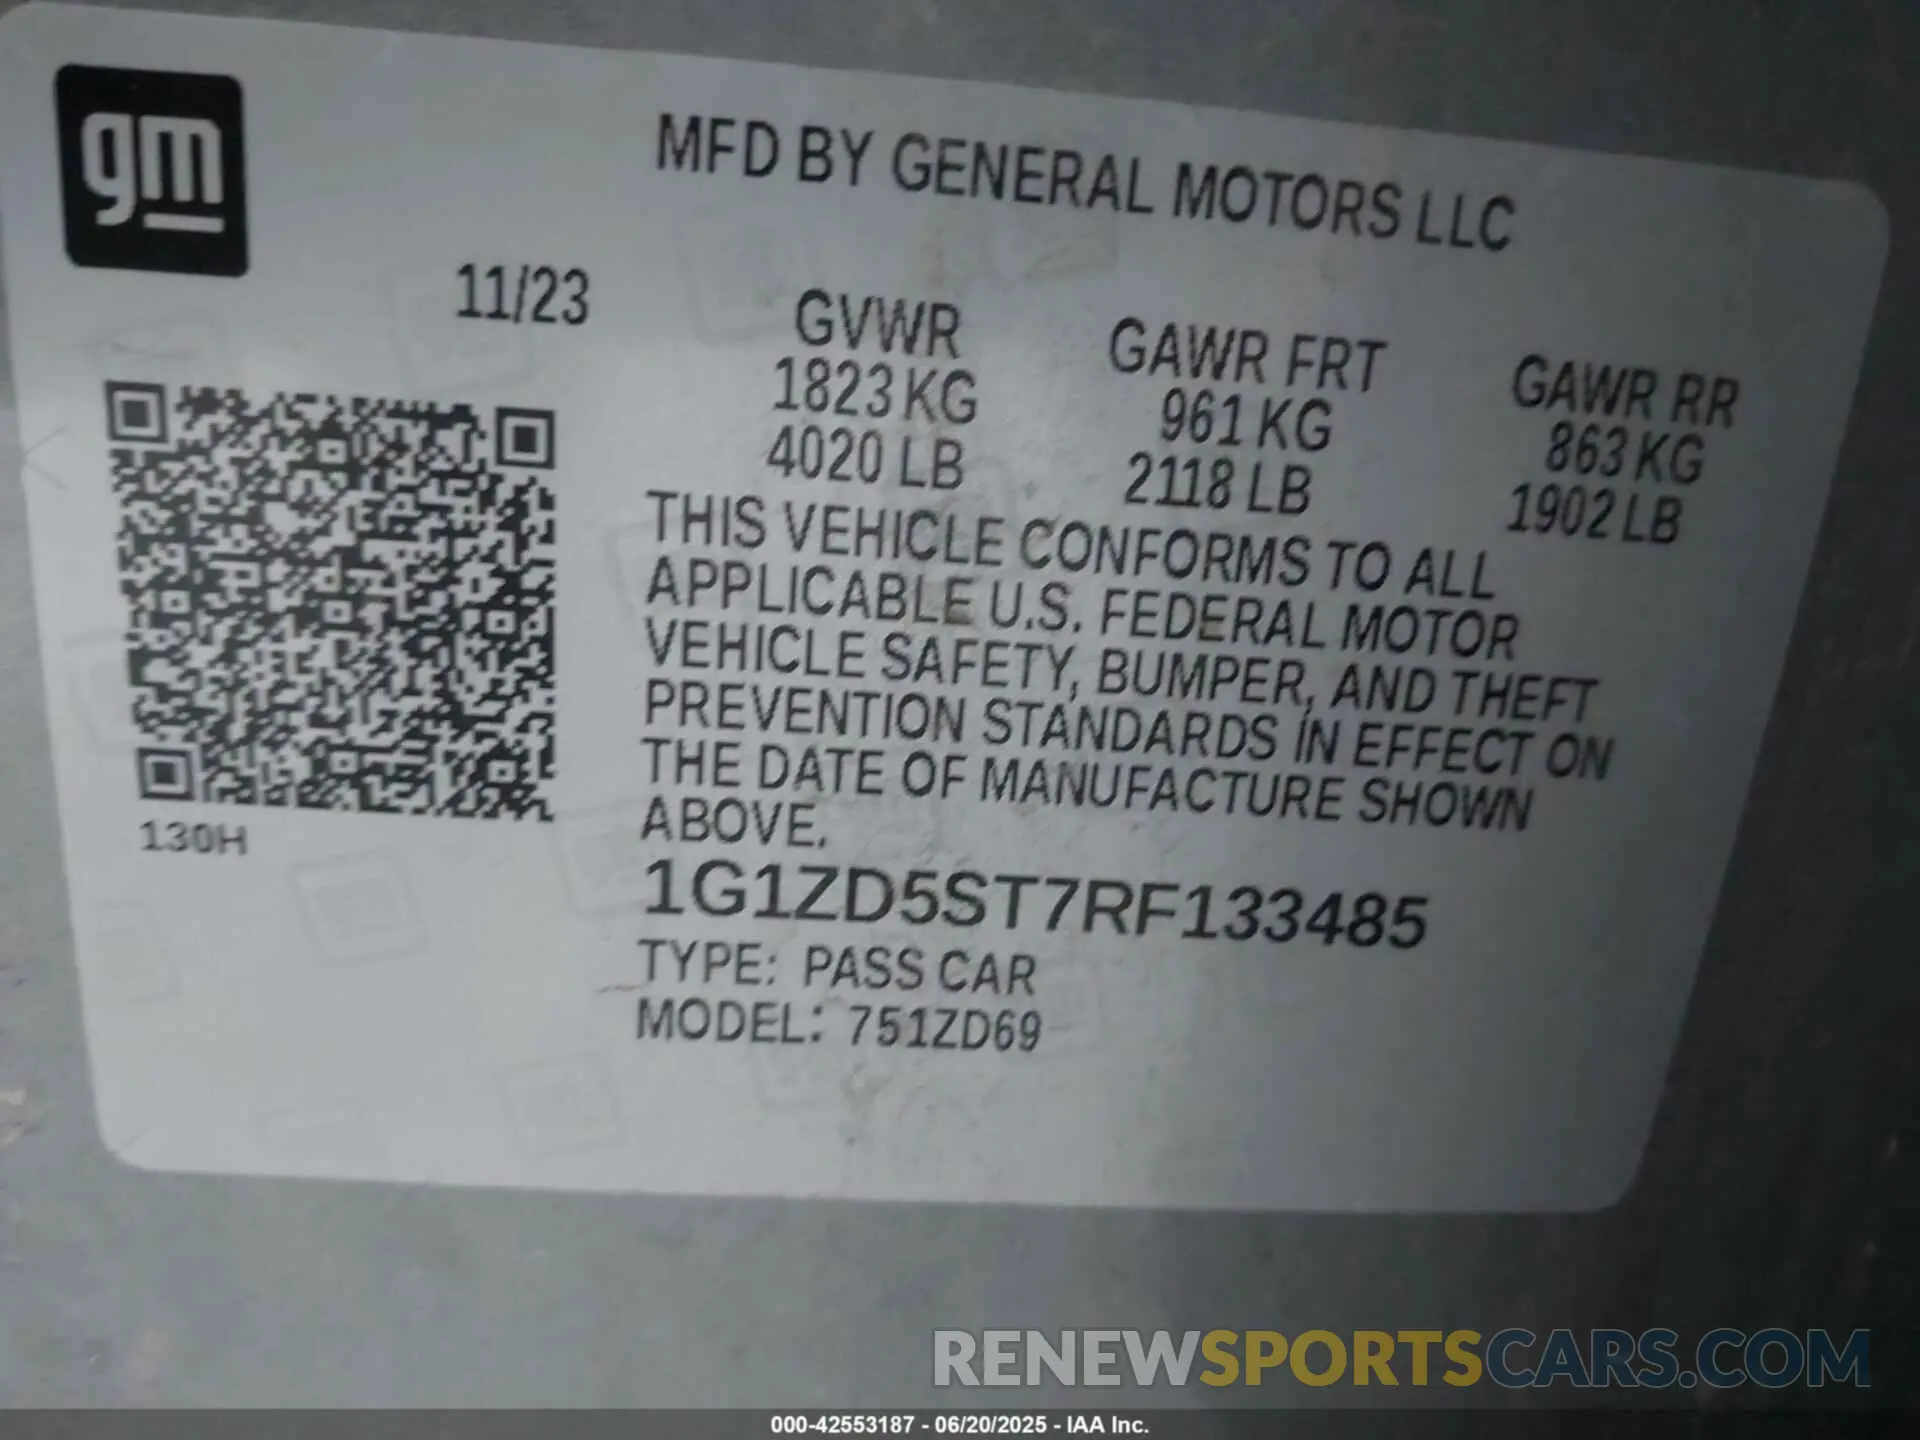 gm
MFD BY GENERAL MOTORS LLC
11/23
GVWR GAWR FRT GAWR RR
1823 KG 961 KG 863 KG
4020 LB 2118 LB 1902 LB
THIS VEHICLE CONFORMS TO ALL
APPLICABLE U.S. FEDERAL MOTOR
VEHICLE SAFETY, BUMPER, AND THEFT
PREVENTION STANDARDS IN EFFECT ON
THE DATE OF MANUFACTURE SHOWN
ABOVE.
130H
1G1ZD5ST7RF133485
TYPE: PASS CAR
MODEL: 751ZD69
RENEWSPORTSCARS.COM
000-42553187 - 06/20/2025 - IAA Inc.